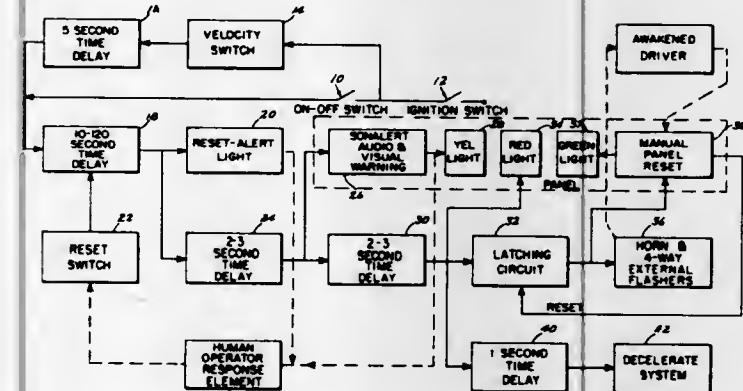 1A
5 SECOND
TIME
DELAY
14
VELOCITY
SWITCH
AWAKENED
DRIVER
10
12
ON-OFF SWITCH
IGNITION SWITCH
18
10-120
SECOND
TIME
DELAY
20
RESET-ALERT
LIGHT
SONALERT
AUDIO &
VISUAL
WARNING
26
28
YEL
LIGHT
34
RED
LIGHT
35
GREEN
LIGHT
38
MANUAL
PANEL
RESET
PANEL
22
RESET
SWITCH
24
2-3
SECOND
TIME
DELAY
30
2-3
SECOND
TIME
DELAY
32
LATCHING
CIRCUIT
36
HORN &
4-WAY
EXTERNAL
FLASHERS
RESET
HUMAN
OPERATOR
RESPONSE
ELEMENT
40
1 SECOND
TIME
DELAY
42
DECELERATE
SYSTEM